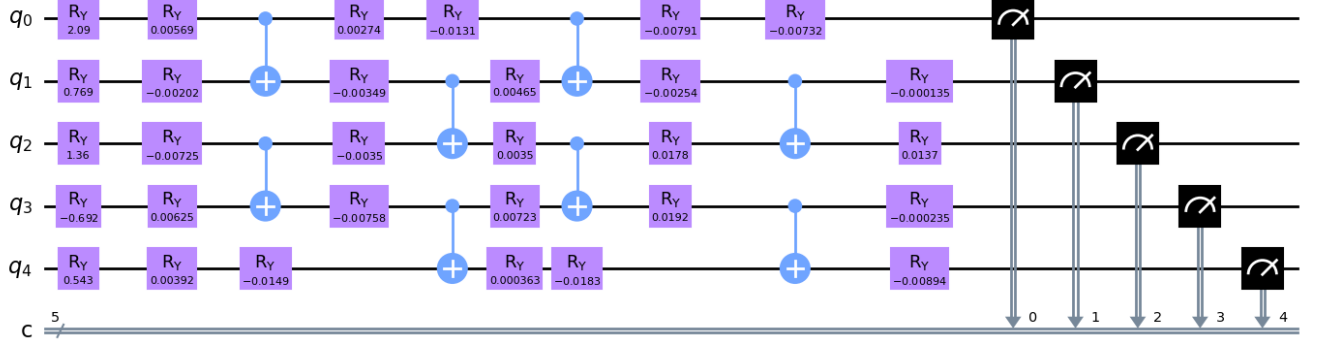 q0 RY 2.09 RY 0.00569 RY 0.00274 RY −0.0131 RY −0.00791 RY −0.00732
q1 RY 0.769 RY −0.00202 RY −0.00349 RY 0.00465 RY −0.00254 RY −0.000135
q2 RY 1.36 RY −0.00725 RY −0.0035 RY 0.0035 RY 0.0178 RY 0.0137
q3 RY −0.692 RY 0.00625 RY −0.00758 RY 0.00723 RY 0.0192 RY −0.000235
q4 RY 0.543 RY 0.00392 RY −0.0149 RY 0.000363 RY −0.0183 RY −0.00894
c 5 0 1 2 3 4